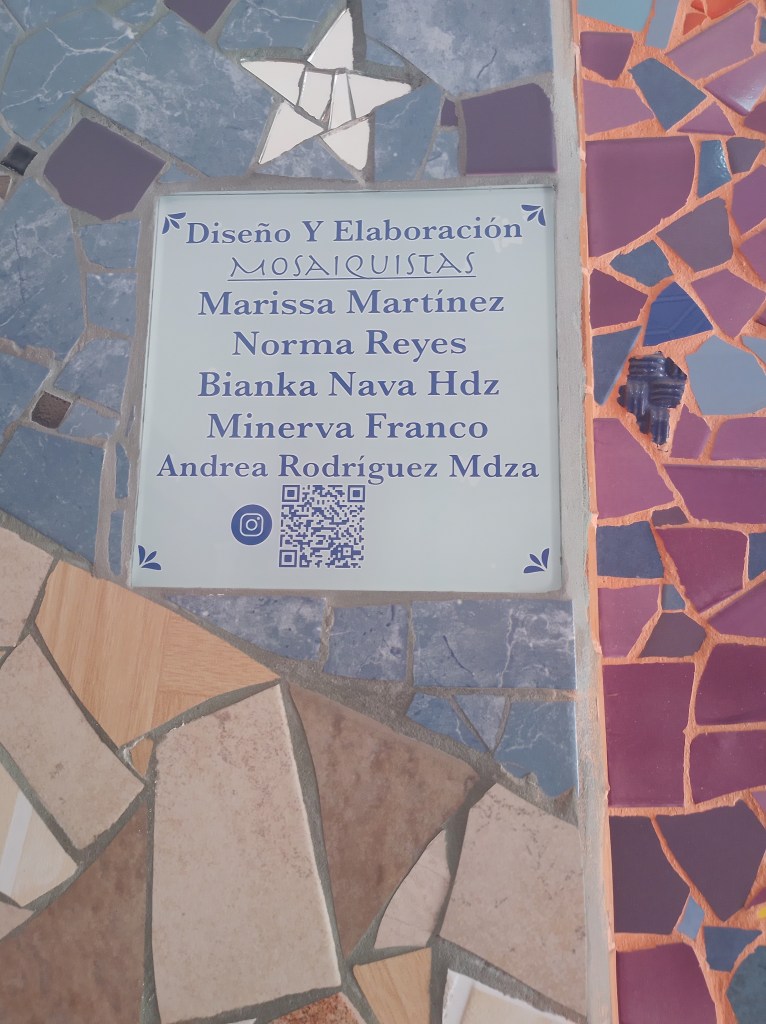 Diseño Y Elaboración
MOSAIQUISTAS
Marissa Martínez
Norma Reyes
Bianka Nava Hdz
Minerva Franco
Andrea Rodríguez Mdza